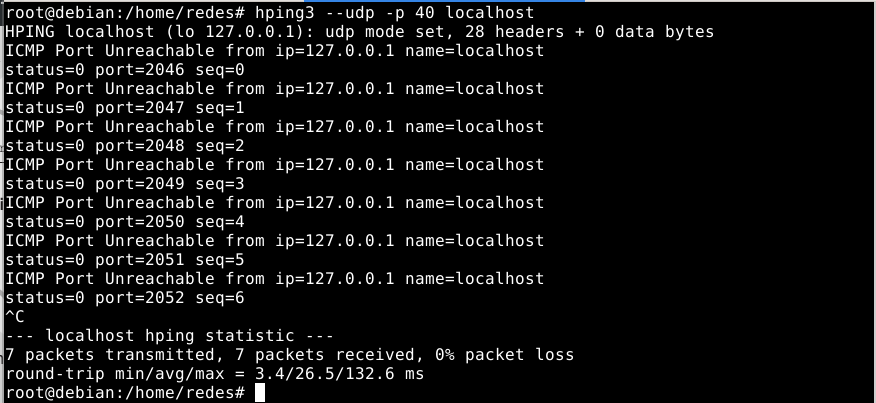 root@debian:/home/redes# hping3 --udp -p 40 localhost
HPING localhost (lo 127.0.0.1): udp mode set, 28 headers + 0 data bytes
ICMP Port Unreachable from ip=127.0.0.1 name=localhost
status=0 port=2046 seq=0
ICMP Port Unreachable from ip=127.0.0.1 name=localhost
status=0 port=2047 seq=1
ICMP Port Unreachable from ip=127.0.0.1 name=localhost
status=0 port=2048 seq=2
ICMP Port Unreachable from ip=127.0.0.1 name=localhost
status=0 port=2049 seq=3
ICMP Port Unreachable from ip=127.0.0.1 name=localhost
status=0 port=2050 seq=4
ICMP Port Unreachable from ip=127.0.0.1 name=localhost
status=0 port=2051 seq=5
ICMP Port Unreachable from ip=127.0.0.1 name=localhost
status=0 port=2052 seq=6
^C
--- localhost hping statistic ---
7 packets transmitted, 7 packets received, 0% packet loss
round-trip min/avg/max = 3.4/26.5/132.6 ms
root@debian:/home/redes#